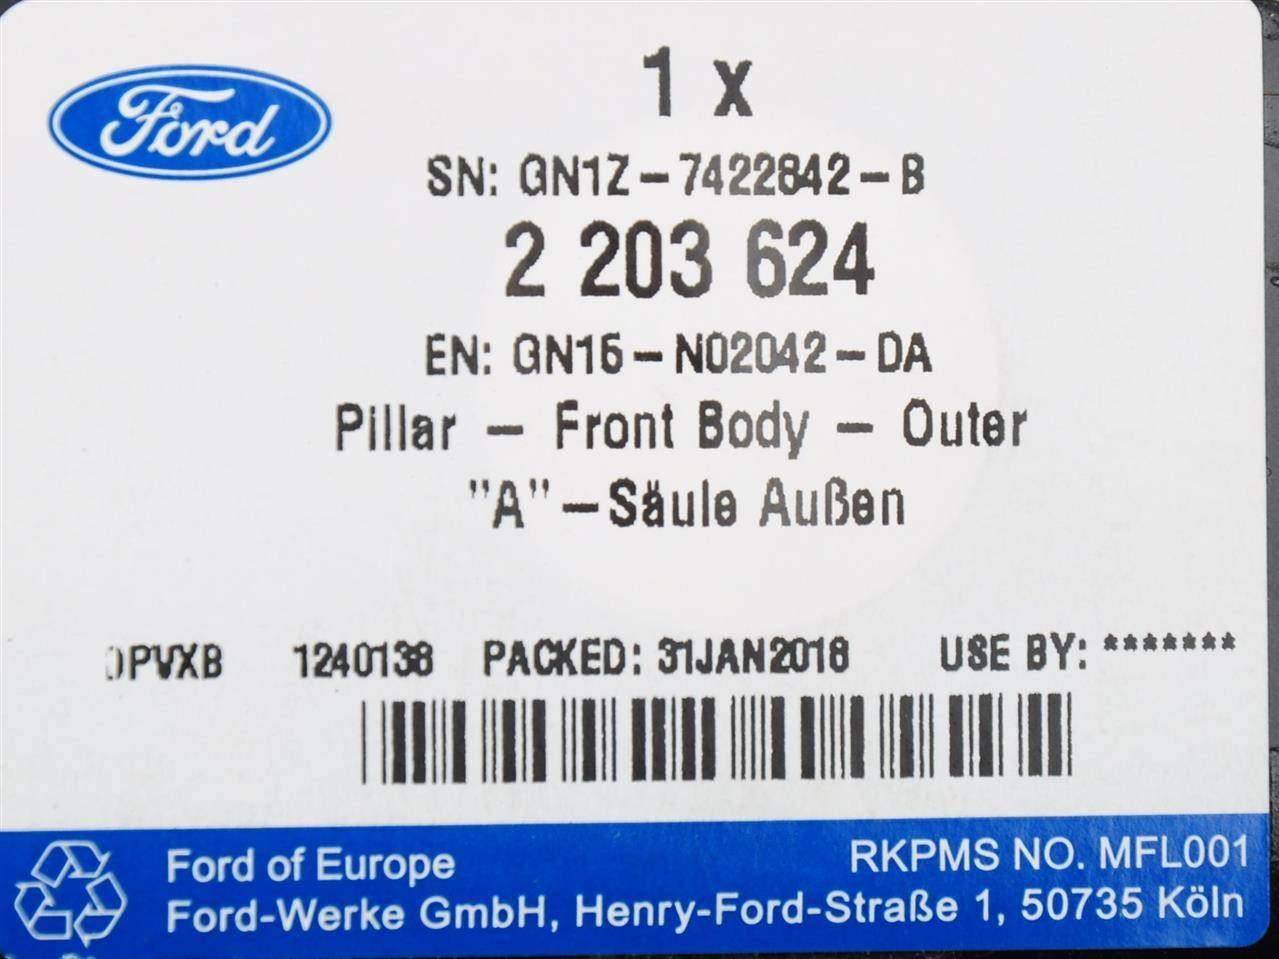 Ford
1 x
SN: GN1Z-7422842-B
2 203 624
EN: GN15-N02042-DA
Pillar - Front Body - Outer
"A"-Säule Außen
1240138 PACKED: 31JAN2018 USE BY: *******
Ford of Europe
RKPMS NO. MFL001
Ford-Werke GmbH, Henry-Ford-Straße 1, 50735 Köln